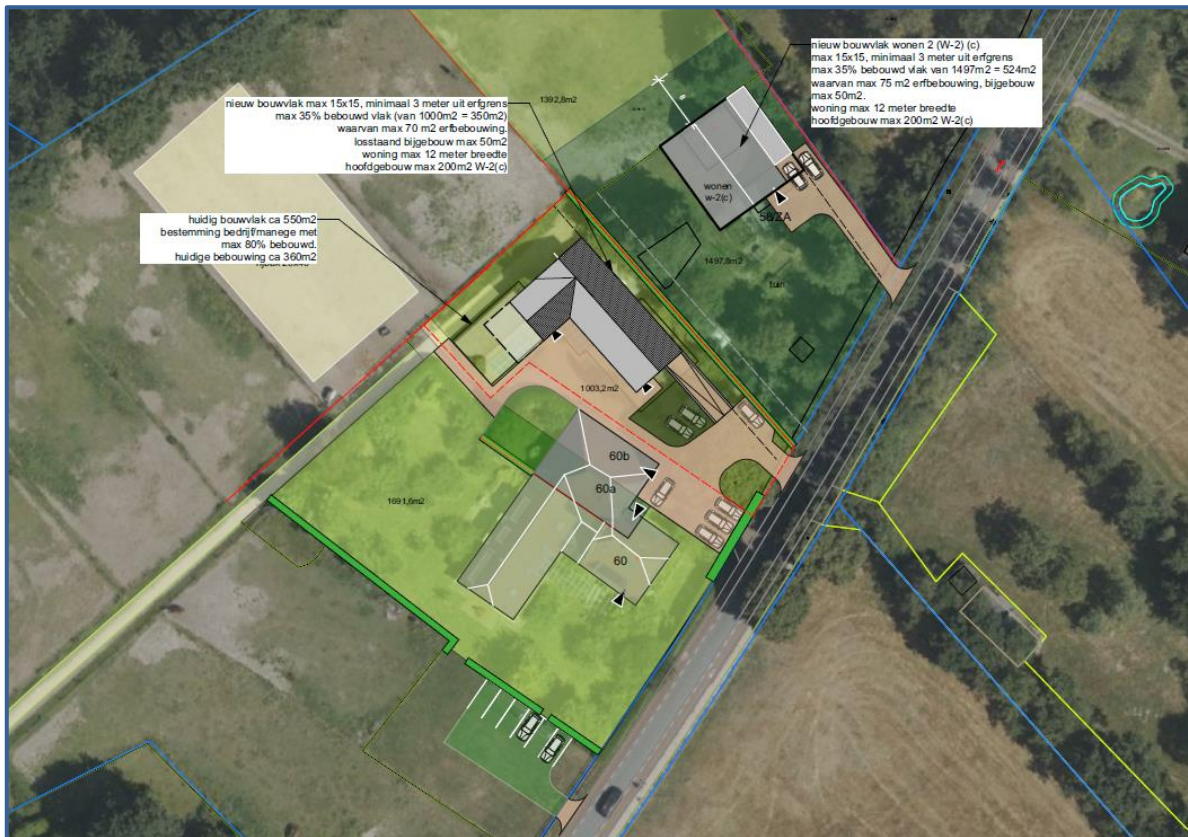 nieuw bouwvlak wonen 2 (W-2) (c)
max 15x15, minimaal 3 meter uit erfgrens
max 35% bebouwd vlak van 1497m2 = 524m2
waarvan max 75 m2 erfbebouwing, bijgebouw
max 50m2.
woning max 12 meter breedte
hoofdgebouw max 200m2 W-2(c)
1392,8m2
nieuw bouwvlak max 15x15, minimaal 3 meter uit erfgrens
max 35% bebouwd vlak (van 1000m2 = 350m2)
waarvan max 70 m2 erfbebouwing.
losstaand bijgebouw max 50m2
woning max 12 meter breedte
hoofdgebouw max 200m2 W-2(c)
wonen
w-2(c)
58/ZA
huidig bouwvlak ca 550m2
bestemming bedrijf/manege met
max 80% bebouwd.
huidige bebouwing ca 360m2
1497,8m2
tuin
1003,2m2
60b
60a
1691,6m2
60